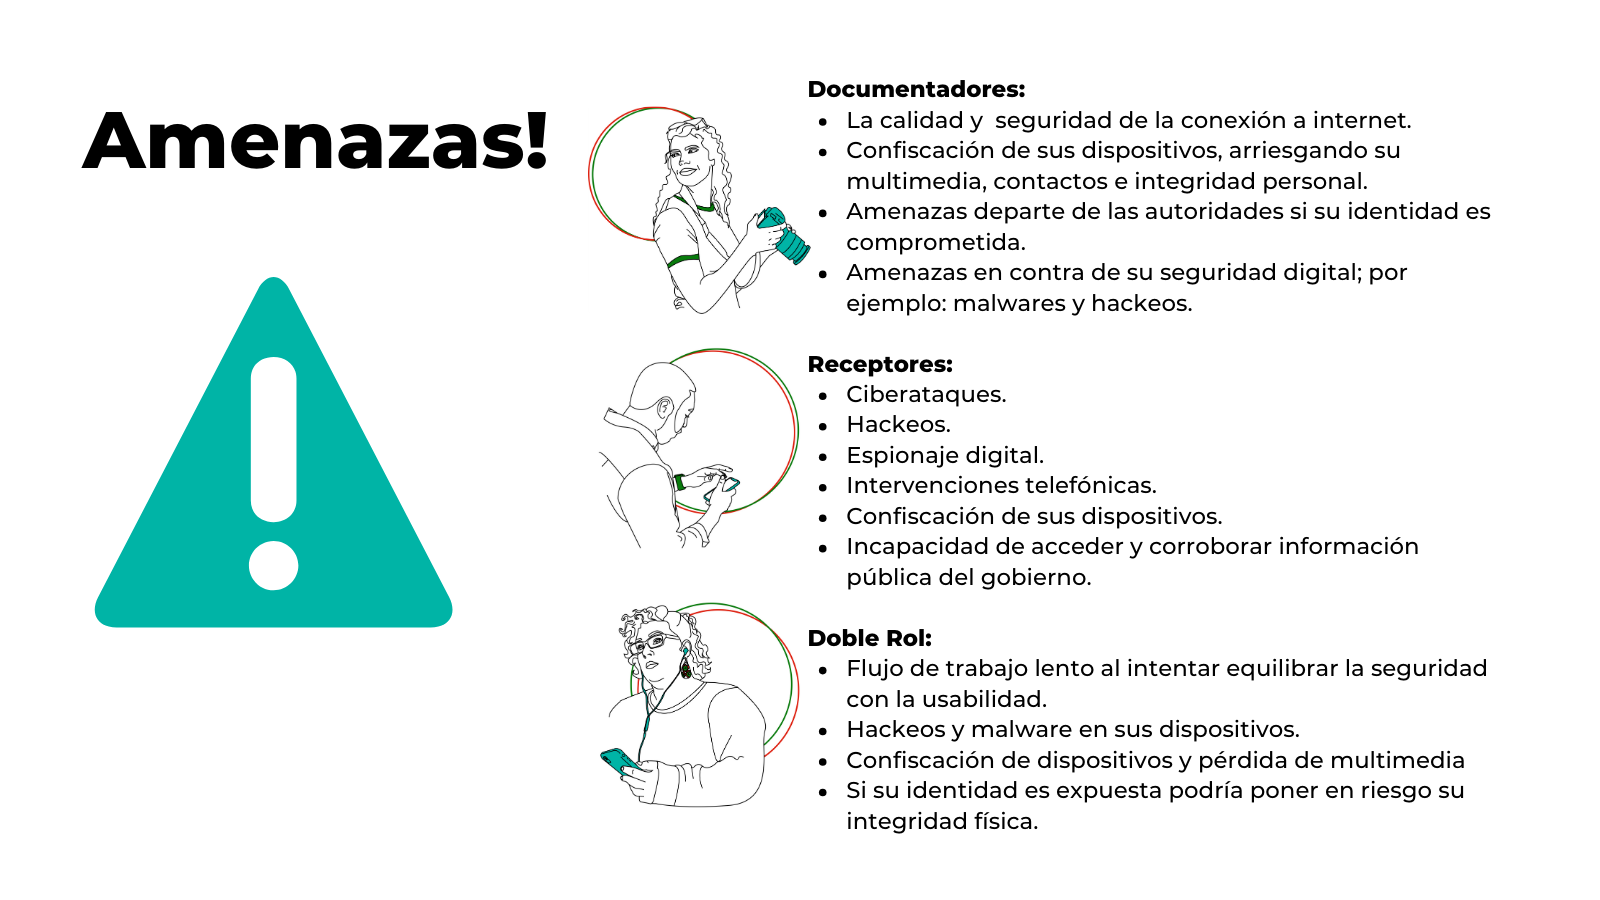 Amenazas!
Documentadores:
La calidad y  seguridad de la conexión a internet.
Confiscación de sus dispositivos, arriesgando su
multimedia, contactos e integridad personal.
Amenazas departe de las autoridades si su identidad es
comprometida.
Amenazas en contra de su seguridad digital; por
ejemplo: malwares y hackeos.
Receptores:
Ciberataques.
Hackeos.
Espionaje digital.
Intervenciones telefónicas.
Confiscación de sus dispositivos.
Incapacidad de acceder y corroborar información
pública del gobierno.
Doble Rol:
Flujo de trabajo lento al intentar equilibrar la seguridad
con la usabilidad.
Hackeos y malware en sus dispositivos.
Confiscación de dispositivos y pérdida de multimedia
Si su identidad es expuesta podría poner en riesgo su
integridad física.